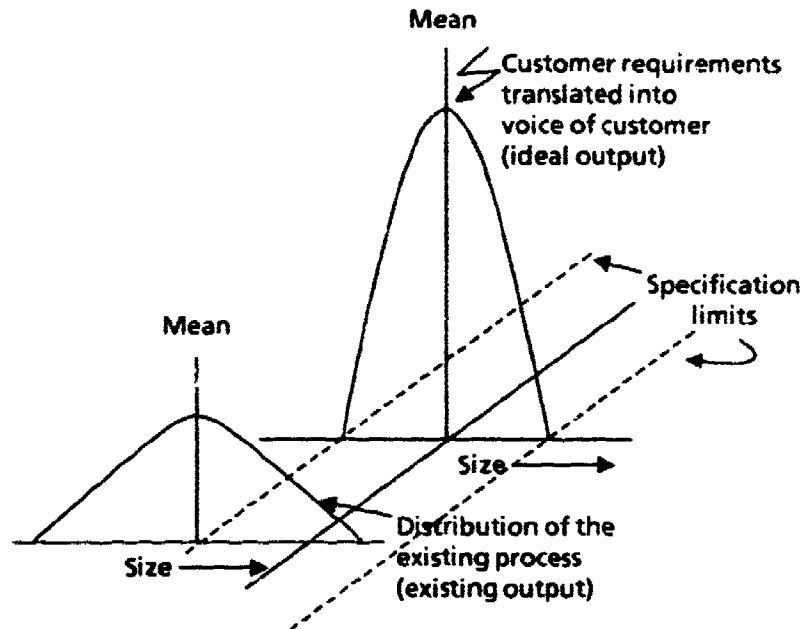 Mean
Customer requirements
translated into
voice of customer
(ideal output)
Specification
limits
Mean
Size
Distribution of the
existing process
(existing output)
Size